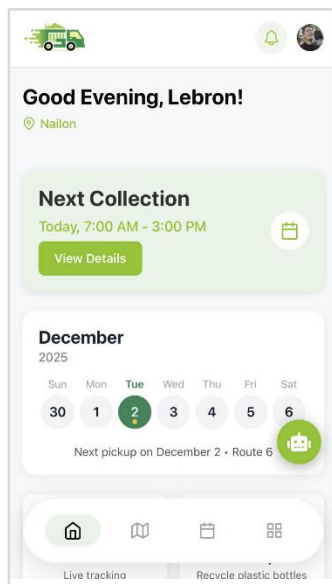 Good Evening, Lebron!
Nailon
Next Collection
Today, 7:00 AM - 3:00 PM
View Details
December
2025
Sun Mon Tue Wed Thu Fri Sat
30 1 2 3 4 5 6
Next pickup on December 2 • Route 6
Live tracking
Recycle plastic bottles